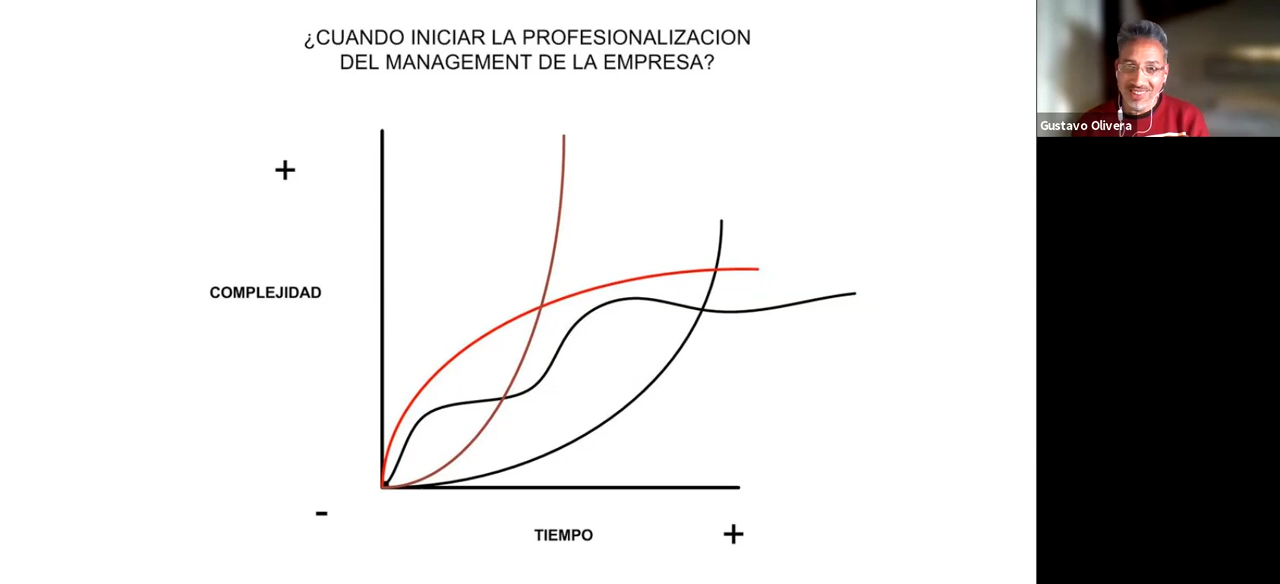 ¿CUANDO INICIAR LA PROFESIONALIZACION
DEL MANAGEMENT DE LA EMPRESA?
+
COMPLEJIDAD
-
TIEMPO
+
Gustavo Olivera